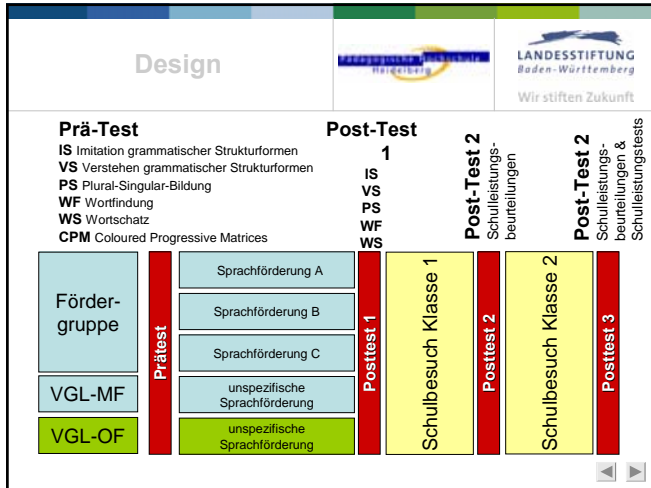 Design
Pädagogische Hochschule
Heidelberg
LANDESSTIFTUNG
Baden-Württemberg
Wir stiften Zukunft
Prä-Test
IS Imitation grammatischer Strukturformen
VS Verstehen grammatischer Strukturformen
PS Plural-Singular-Bildung
WF Wortfindung
WS Wortschatz
CPM Coloured Progressive Matrices
Post-Test
1
IS
VS
PS
WF
WS
Post-Test 2
Schulleistungs-
beurteilungen
Post-Test 2
Schulleistungs-
beurteilungen &
Schulleistungstests
Förder-
gruppe
VGL-MF
VGL-OF
Prätest
Sprachförderung A
Sprachförderung B
Sprachförderung C
unspezifische
Sprachförderung
unspezifische
Sprachförderung
Posttest 1
Schulbesuch Klasse 1
Posttest 2
Schulbesuch Klasse 2
Posttest 3